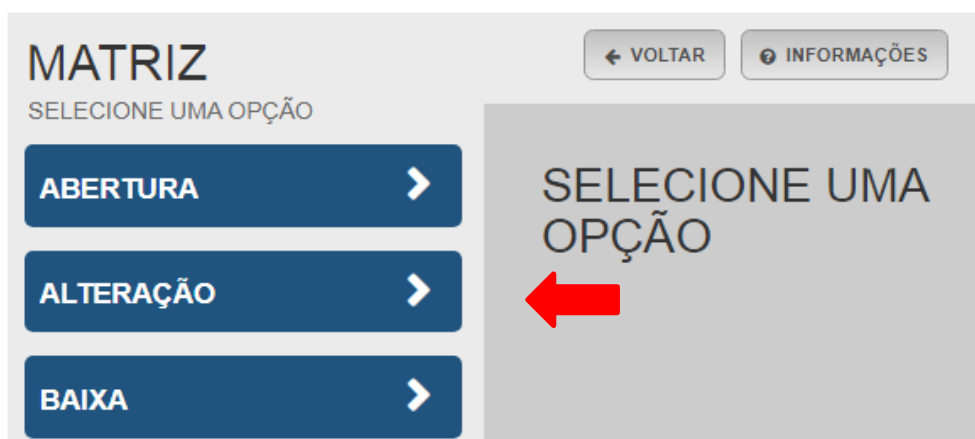 MATRIZ
SELECIONE UMA OPÇÃO
ABERTURA
ALTERAÇÃO
BAIXA
VOLTAR
INFORMAÇÕES
SELECIONE UMA
OPÇÃO